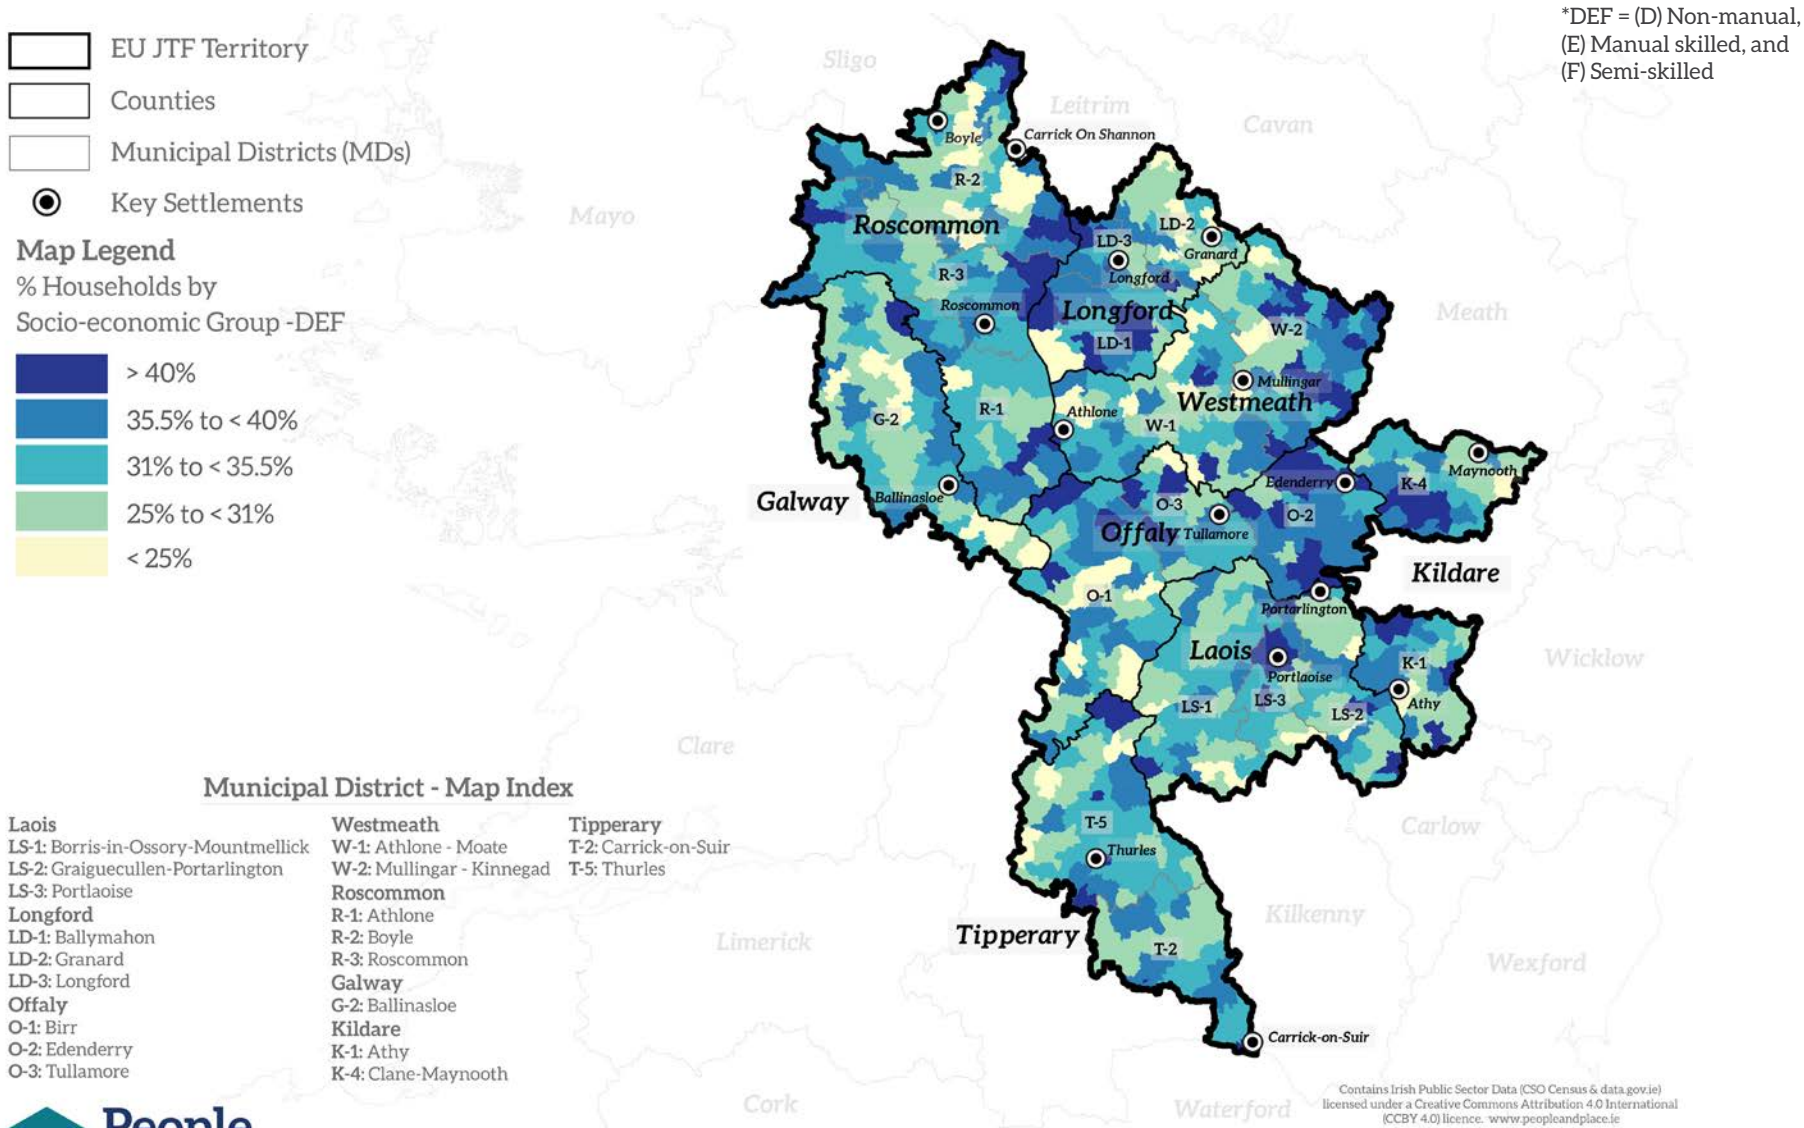 *DEF = (D) Non-manual,
(E) Manual skilled, and
(F) Semi-skilled
EU JTF Territory
Counties
Municipal Districts (MDs)
Key Settlements
Map Legend
% Households by
Socio-economic Group -DEF
> 40%
35.5% to < 40%
31% to < 35.5%
25% to < 31%
< 25%
Sligo
Leitrim
Cavan
Mayo
Meath
Boyle
Carrick On Shannon
R-2
Roscommon
LD-2
LD-3
Granard
Longford
R-3
Roscommon
Longford
W-2
LD-1
Mullingar
Westmeath
R-1
Athlone
G-2
W-1
Maynooth
Galway
Ballinasloe
Edenderry
K-4
O-3
O-2
Offaly
Tullamore
Kildare
O-1
Portarlington
Laois
Wicklow
K-1
Portlaoise
LS-1
LS-3
LS-2
Athy
Clare
T-5
Carlow
Thurles
Kilkenny
Tipperary
Limerick
T-2
Wexford
Carrick-on-Suir
Cork
Waterford
Municipal District - Map Index
Laois
LS-1: Borris-in-Ossory-Mountmellick
LS-2: Graiguecullen-Portarlington
LS-3: Portlaoise
Longford
LD-1: Ballymahon
LD-2: Granard
LD-3: Longford
Offaly
O-1: Birr
O-2: Edenderry
O-3: Tullamore
Westmeath
W-1: Athlone - Moate
W-2: Mullingar - Kinnegad
Roscommon
R-1: Athlone
R-2: Boyle
R-3: Roscommon
Galway
G-2: Ballinasloe
Kildare
K-1: Athy
K-4: Clane-Maynooth
Tipperary
T-2: Carrick-on-Suir
T-5: Thurles
People
Contains Irish Public Sector Data (CSO Census & data.gov.ie)
licensed under a Creative Commons Attribution 4.0 International
(CCBY 4.0) licence. www.peopleandplace.ie